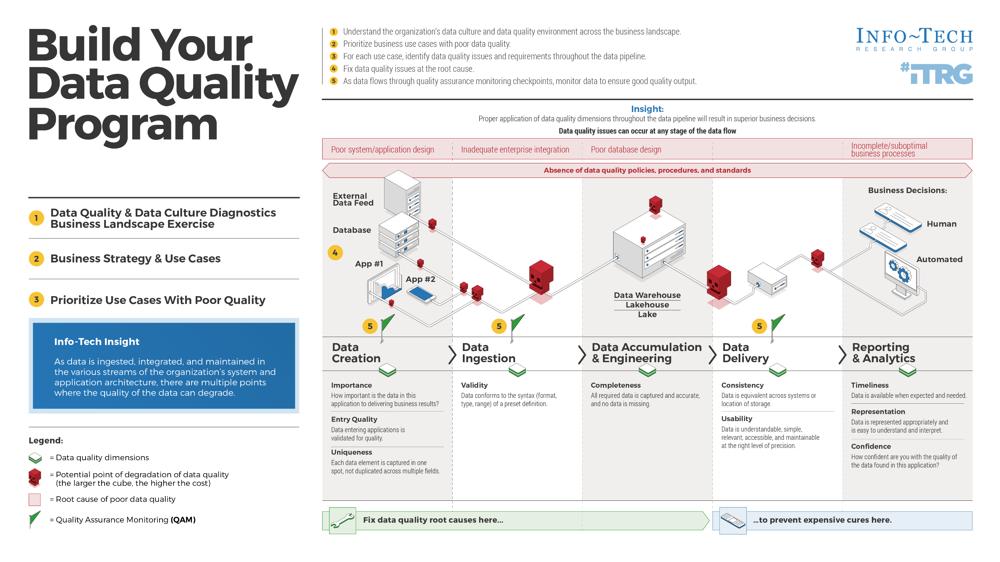 Build Your
Data Quality
Program
1 Understand the organization's data culture and data quality environment across the business landscape.
2 Prioritize business use cases with poor data quality.
3 For each use case, identify data quality issues and requirements throughout the data pipeline.
4 Fix data quality issues at the root cause.
5 As data flows through quality assurance monitoring checkpoints, monitor data to ensure good quality output.
INFO~TECH
RESEARCH GROUP
#iTRG
1 Data Quality & Data Culture Diagnostics
Business Landscape Exercise
2 Business Strategy & Use Cases
3 Prioritize Use Cases With Poor Quality
Info-Tech Insight
As data is ingested, integrated, and maintained in
the various streams of the organization's system and
application architecture, there are multiple points
where the quality of the data can degrade.
Legend:
= Data quality dimensions
= Potential point of degradation of data quality
(the larger the cube, the higher the cost)
= Root cause of poor data quality
= Quality Assurance Monitoring (QAM)
Insight:
Proper application of data quality dimensions throughout the data pipeline will result in superior business decisions.
Data quality issues can occur at any stage of the data flow
Poor system/application design
Inadequate enterprise integration
Poor database design
Incomplete/suboptimal
business processes
Absence of data quality policies, procedures, and standards
External
Data Feed
Database
4
App #1
App #2
5
5
Data Warehouse
Lakehouse
Lake
5
Business Decisions:
Human
Automated
Data
Creation
Data
Ingestion
Data Accumulation
& Engineering
Data
Delivery
Reporting
& Analytics
Importance
How important is the data in this
application to delivering business results?
Entry Quality
Data entering applications is
validated for quality.
Uniqueness
Each data element is captured in one
spot, not duplicated across multiple fields.
Validity
Data conforms to the syntax (format,
type, range) of a preset definition.
Completeness
All required data is captured and accurate,
and no data is missing.
Consistency
Data is equivalent across systems or
location of storage.
Usability
Data is understandable, simple,
relevant, accessible, and maintainable
at the right level of precision.
Timeliness
Data is available when expected and needed.
Representation
Data is represented appropriately and
is easy to understand and interpret.
Confidence
How confident are you with the quality of
the data found in this application?
Fix data quality root causes here...
...to prevent expensive cures here.